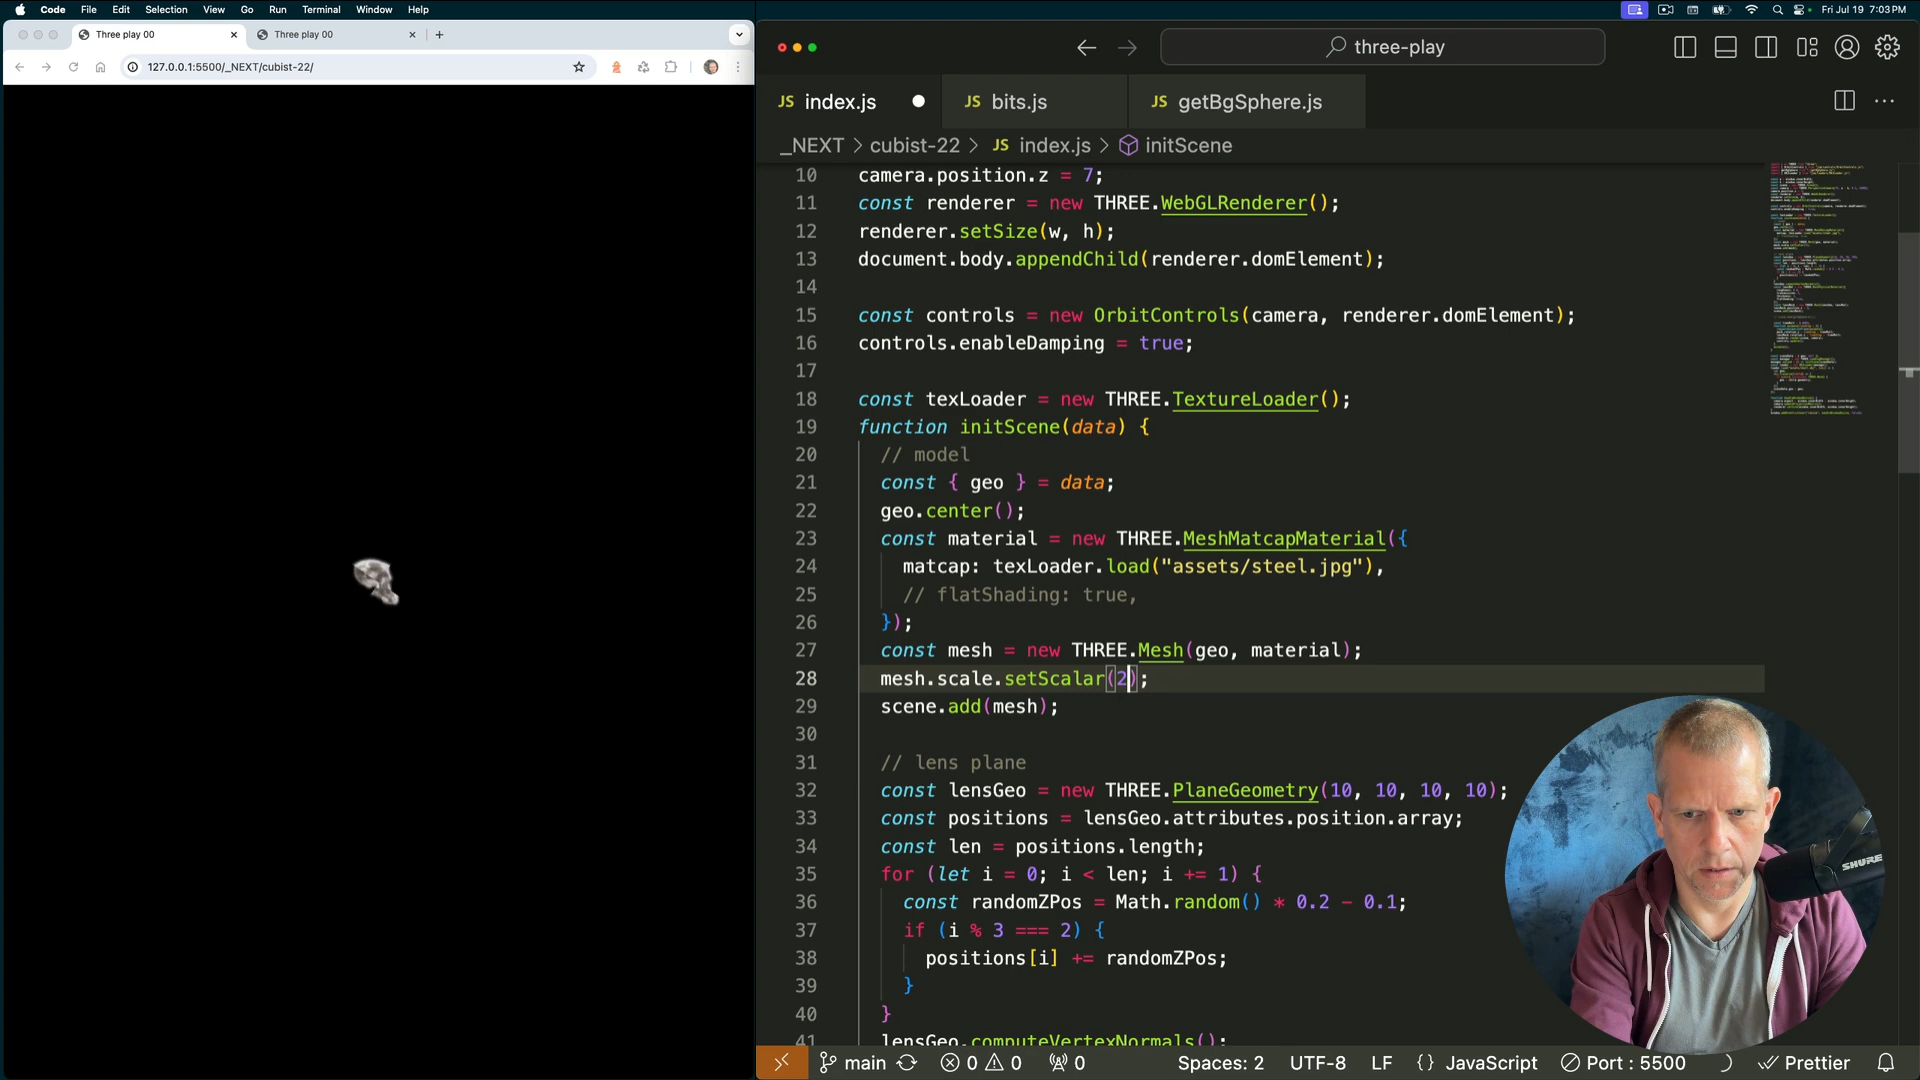 Code File Edit Selection View Go Run Terminal Window Help
Fri Jul 19 7:03 PM
Three play 00 Three play 00
127.0.0.1:5500/_NEXT/cubist-22/
three-play
JS index.js
JS bits.js
JS getBgSphere.js
_NEXT > cubist-22 > JS index.js > initScene
10 camera.position.z = 7;
11 const renderer = new THREE.WebGLRenderer();
12 renderer.setSize(w, h);
13 document.body.appendChild(renderer.domElement);
14
15 const controls = new OrbitControls(camera, renderer.domElement);
16 controls.enableDamping = true;
17
18 const texLoader = new THREE.TextureLoader();
19 function initScene(data) {
20 // model
21 const { geo } = data;
22 geo.center();
23 const material = new THREE.MeshMatcapMaterial({
24 matcap: texLoader.load("assets/steel.jpg"),
25 // flatShading: true,
26 });
27 const mesh = new THREE.Mesh(geo, material);
28 mesh.scale.setScalar(2);
29 scene.add(mesh);
30
31 // lens plane
32 const lensGeo = new THREE.PlaneGeometry(10, 10, 10, 10);
33 const positions = lensGeo.attributes.position.array;
34 const len = positions.length;
35 for (let i = 0; i < len; i += 1) {
36 const randomZPos = Math.random() * 0.2 - 0.1;
37 if (i % 3 === 2) {
38 positions[i] += randomZPos;
39 }
40 }
41 lensGeo.computeVertexNormals();
SHURE
main 0 0 0 Spaces: 2 UTF-8 LF {} JavaScript Port : 5500 Prettier